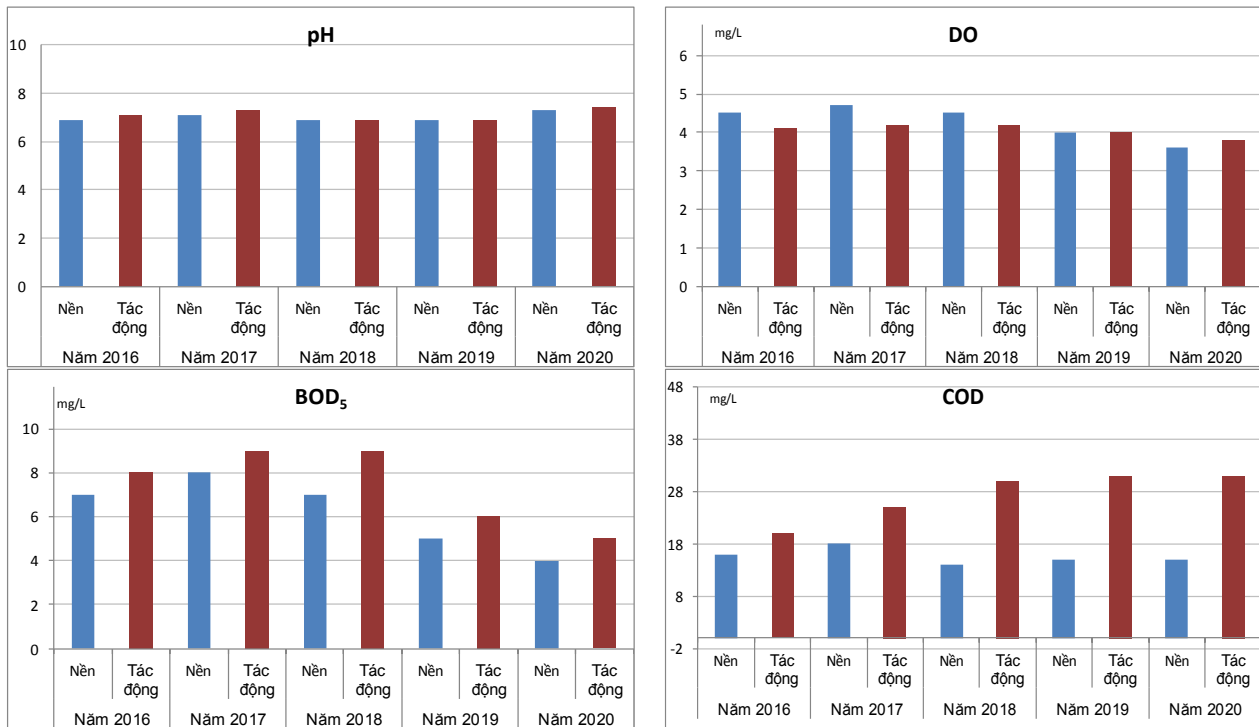 pH
10
8
6
4
2
0
Nền Tác động Nền Tác động Nền Tác động Nền Tác động Nền Tác động
Năm 2016 Năm 2017 Năm 2018 Năm 2019 Năm 2020
mg/L
DO
6
5
4
3
2
1
0
Nền Tác động Nền Tác động Nền Tác động Nền Tác động Nền Tác động
Năm 2016 Năm 2017 Năm 2018 Năm 2019 Năm 2020
BOD5
mg/L
10
8
6
4
2
0
Nền Tác động Nền Tác động Nền Tác động Nền Tác động Nền Tác động
Năm 2016 Năm 2017 Năm 2018 Năm 2019 Năm 2020
48
mg/L
COD
38
28
18
8
-2
Nền Tác động Nền Tác động Nền Tác động Nền Tác động Nền Tác động
Năm 2016 Năm 2017 Năm 2018 Năm 2019 Năm 2020